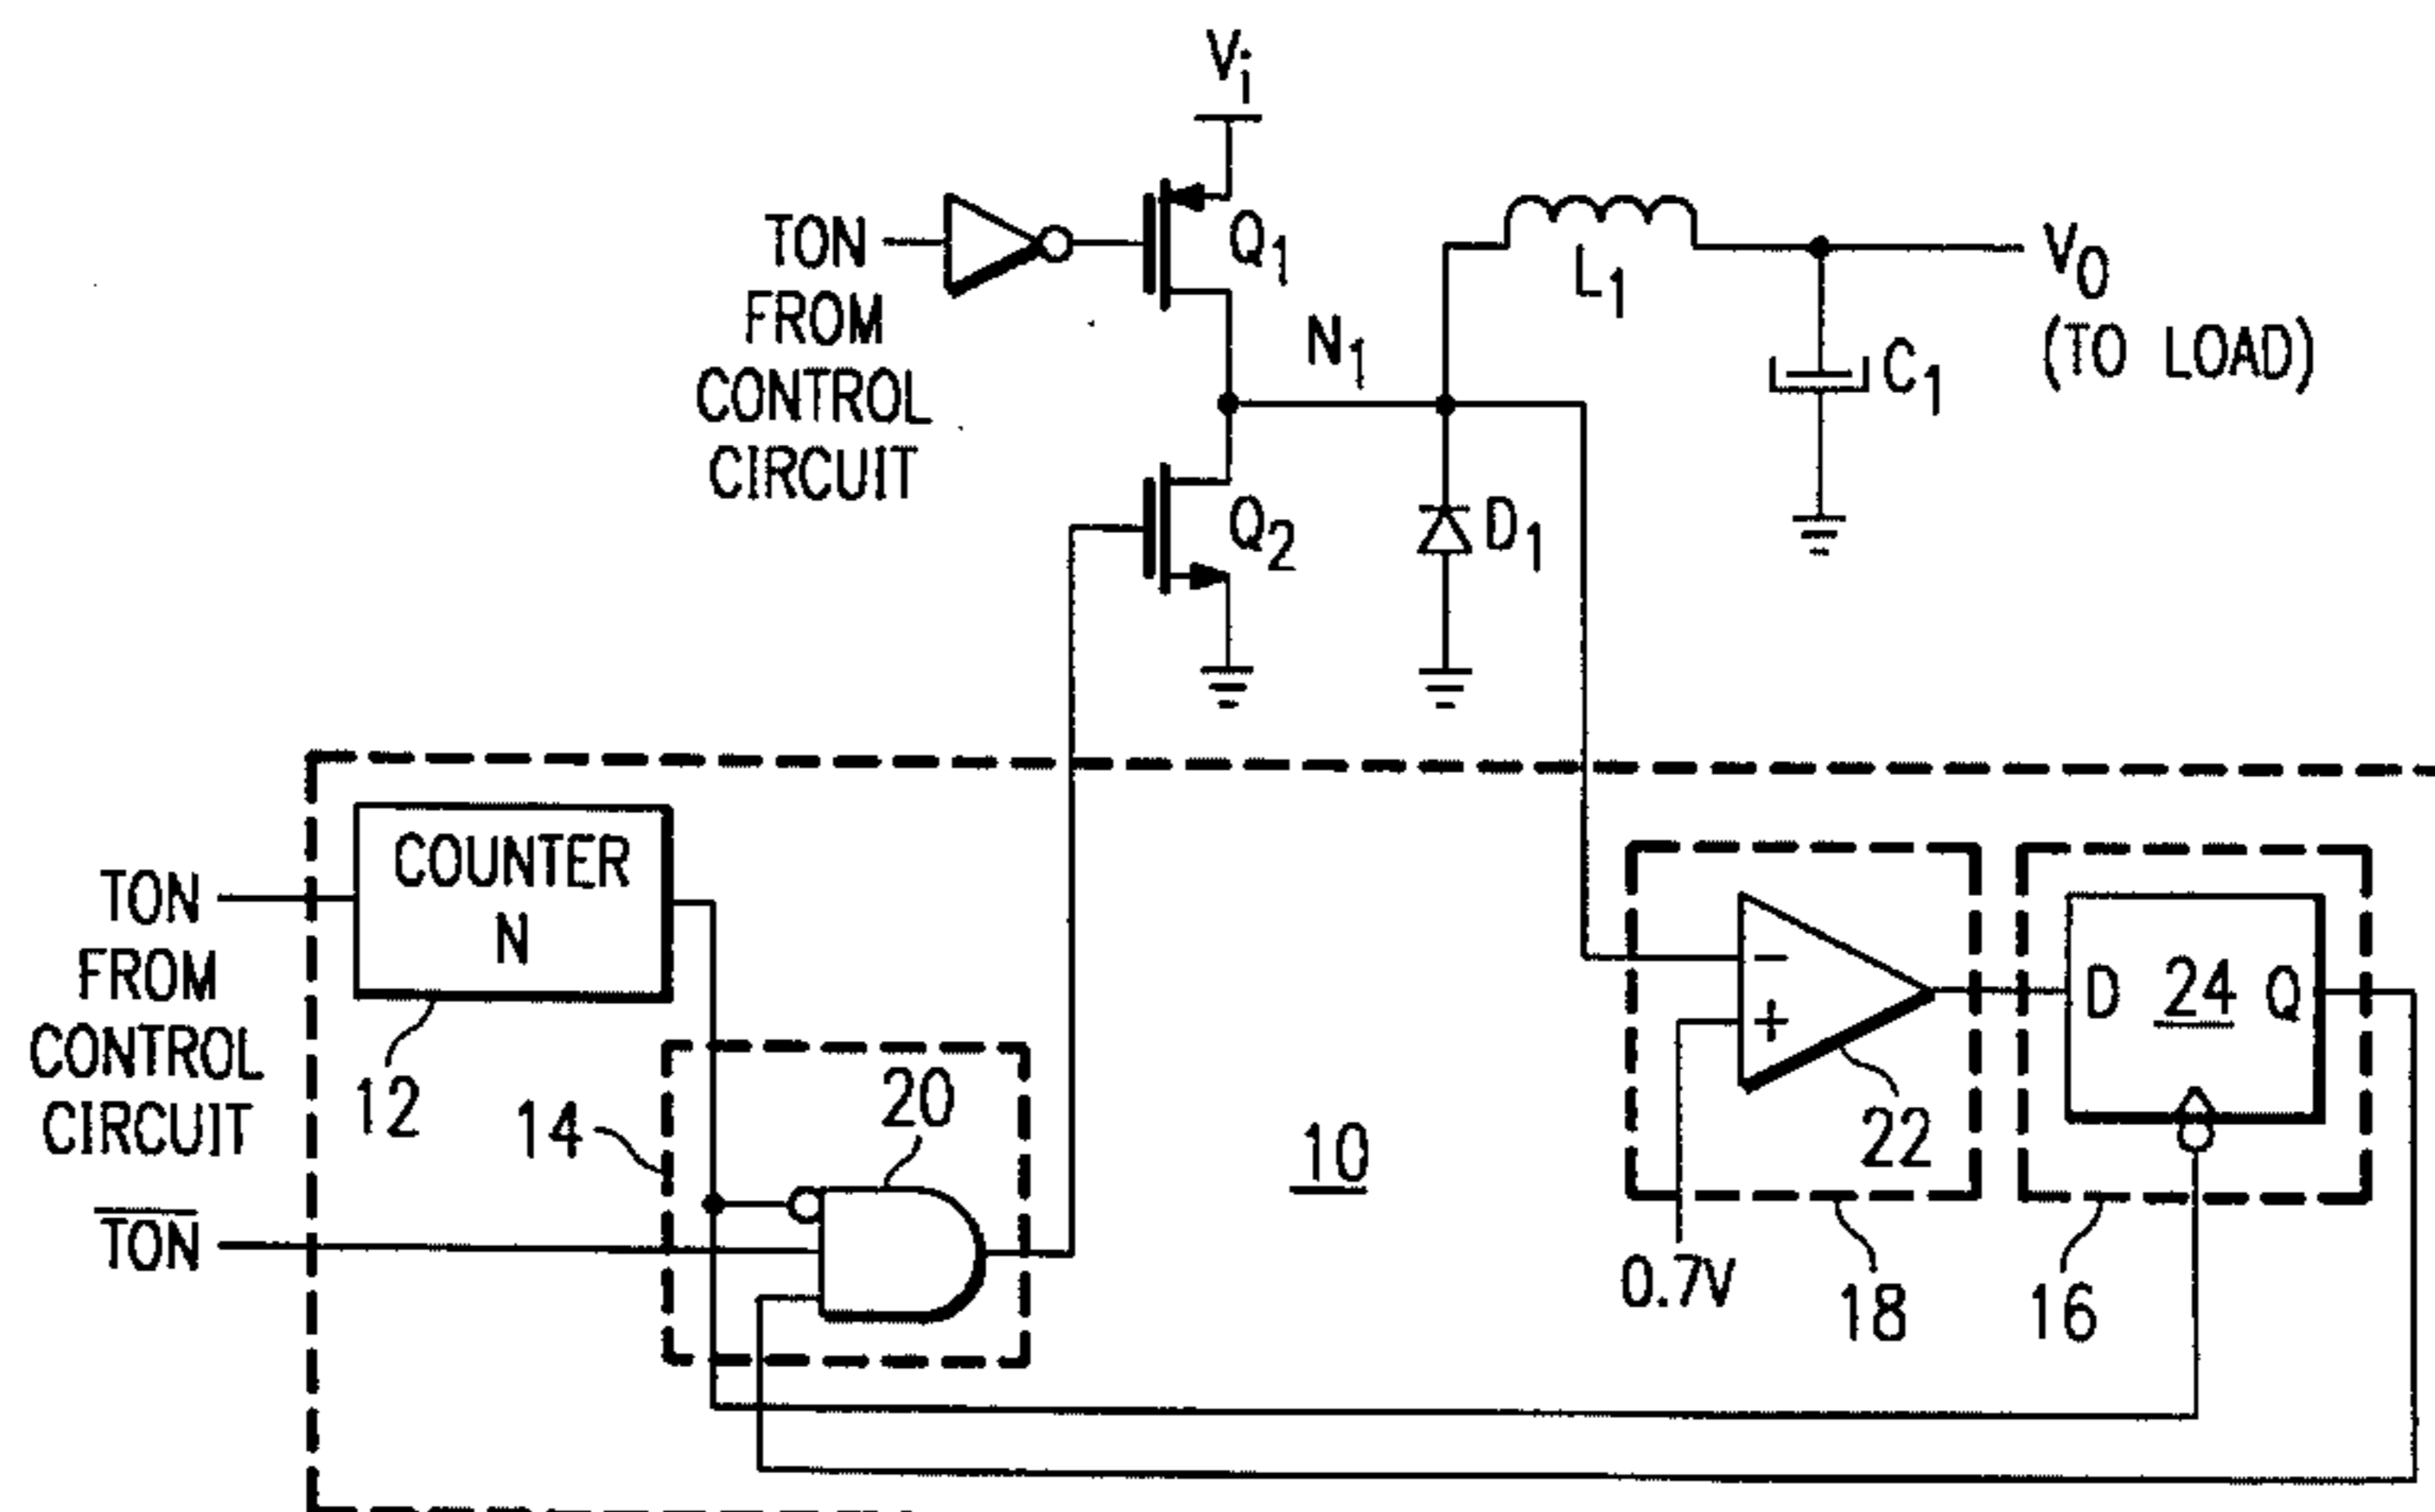 Vi
TON
FROM
CONTROL
CIRCUIT
Q1
N1
L1
VO
(TO LOAD)
C1
Q2
D1
TON
FROM
CONTROL
CIRCUIT
COUNTER
N
12
14
20
TON
10
−
+
22
D 24 Q
0.7V
18
16